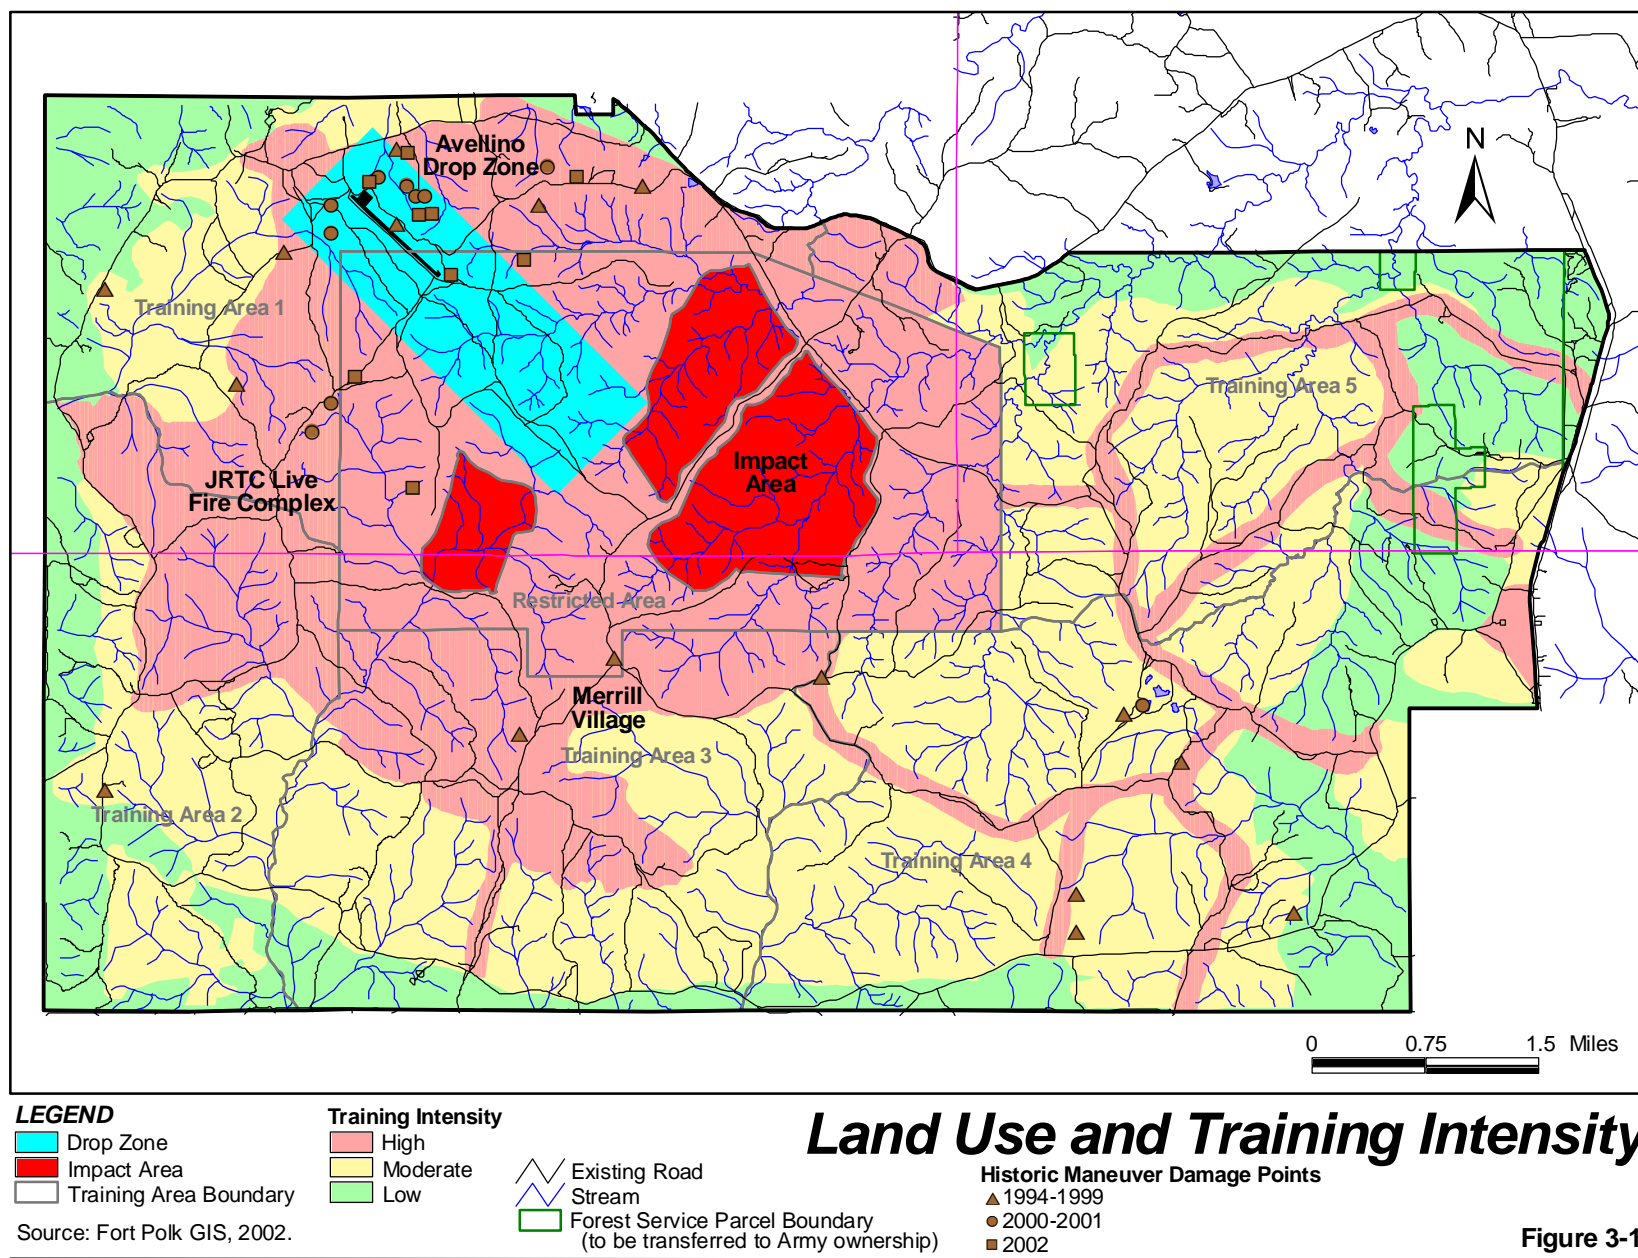 N
Avellino
Drop Zone
Training Area 1
Training Area 5
JRTC Live
Fire Complex
Impact
Area
Restricted Area
Merrill
Village
Training Area 3
Training Area 2
Training Area 4
0 0.75 1.5 Miles
LEGEND
Drop Zone
Impact Area
Training Area Boundary
Source: Fort Polk GIS, 2002.
Training Intensity
High
Moderate
Low
Existing Road
Stream
Forest Service Parcel Boundary
(to be transferred to Army ownership)
Land Use and Training Intensity
Historic Maneuver Damage Points
1994-1999
2000-2001
2002
Figure 3-1